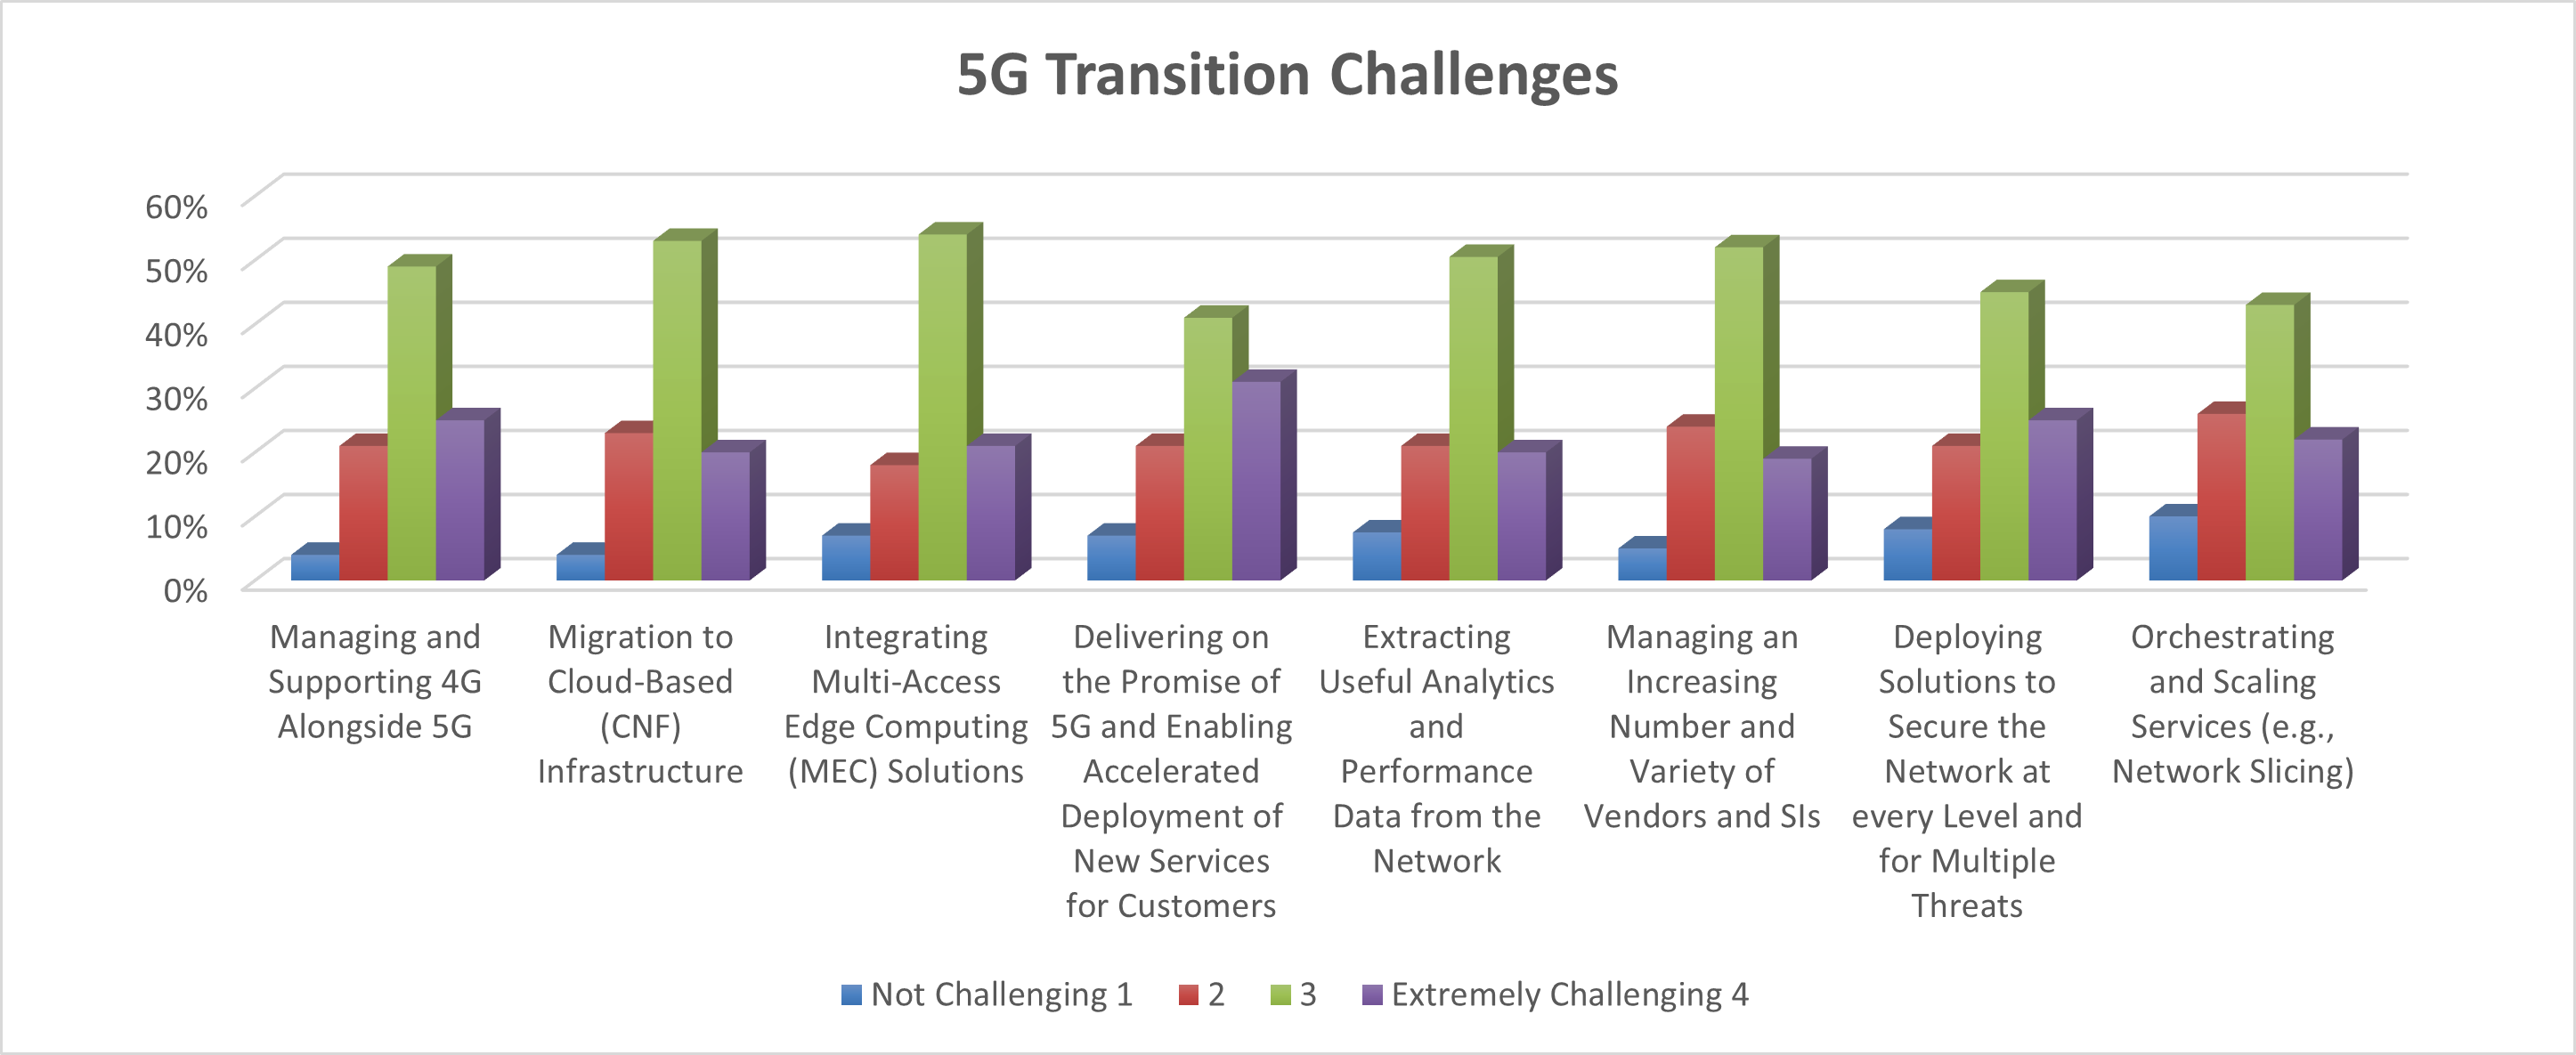 5G Transition Challenges
60%
50%
40%
30%
20%
10%
0%
Managing and
Supporting 4G
Alongside 5G
Migration to
Cloud-Based
(CNF)
Infrastructure
Integrating
Multi-Access
Edge Computing
(MEC) Solutions
Delivering on
the Promise of
5G and Enabling
Accelerated
Deployment of
New Services
for Customers
Extracting
Useful Analytics
and
Performance
Data from the
Network
Managing an
Increasing
Number and
Variety of
Vendors and SIs
Deploying
Solutions to
Secure the
Network at
every Level and
for Multiple
Threats
Orchestrating
and Scaling
Services (e.g.,
Network Slicing)
Not Challenging 1
2
3
Extremely Challenging 4